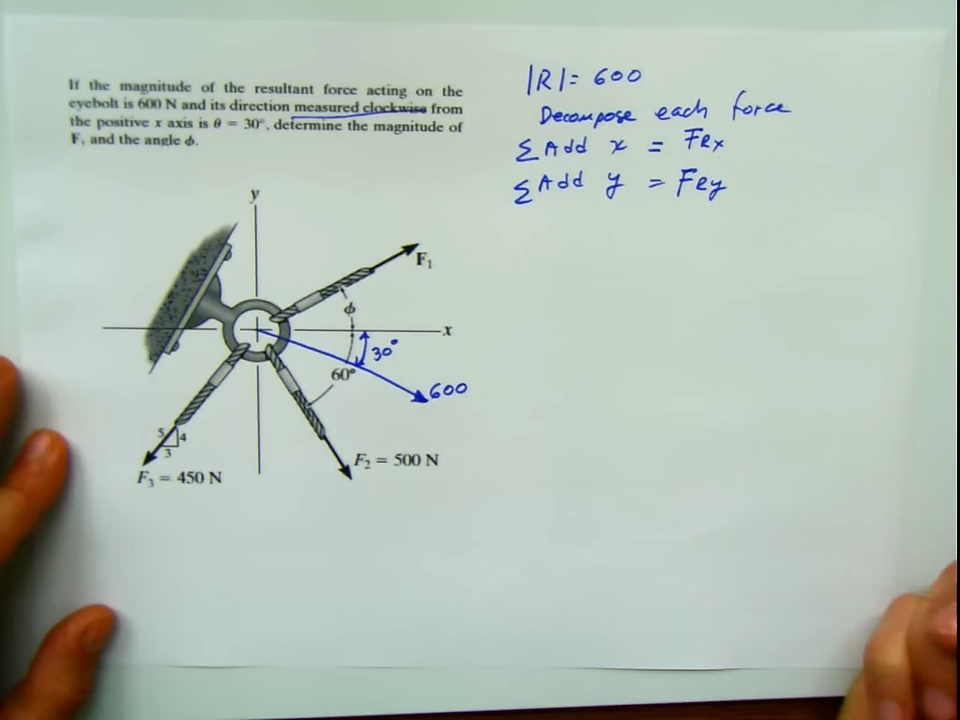 If the magnitude of the resultant force acting on the
eyebolt is 600 N and its direction measured clockwise from
the positive x axis is θ = 30°, determine the magnitude of
F₁ and the angle ϕ.
|R| = 600
Decompose each force
Σ Add x = FRx
Σ Add y = FRy
y
F₁
ϕ
x
30°
60°
600
5
4
3
F₂ = 500 N
F₃ = 450 N